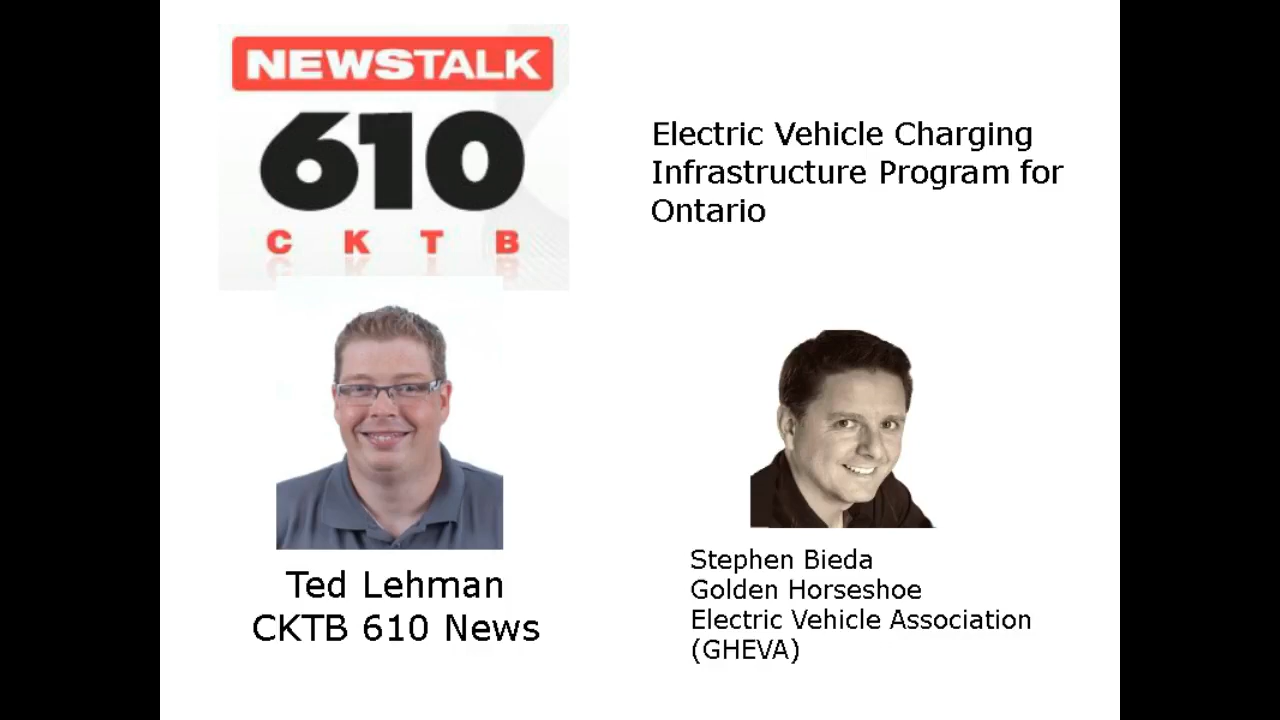 NEWSTALK
610
CKTB
Electric Vehicle Charging
Infrastructure Program for
Ontario
Ted Lehman
CKTB 610 News
Stephen Bieda
Golden Horseshoe
Electric Vehicle Association
(GHEVA)